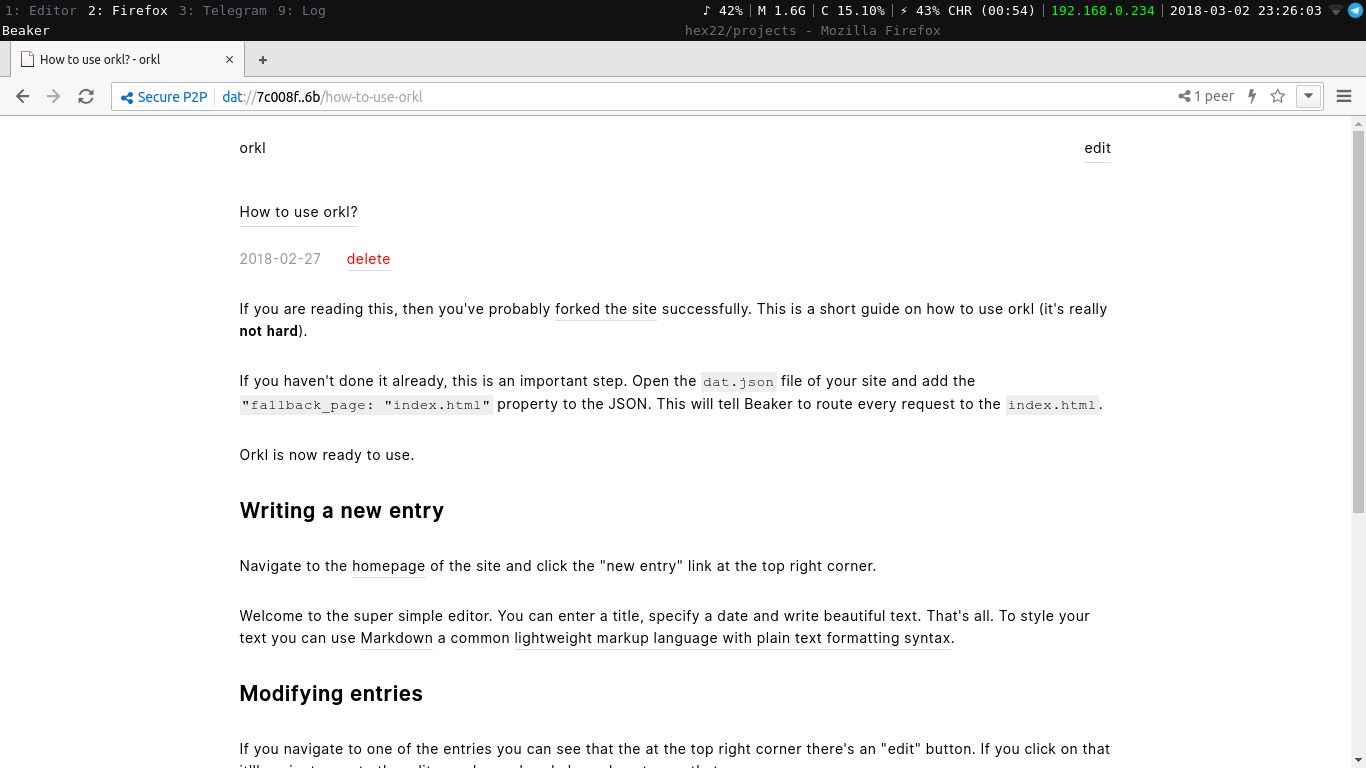 1: Editor 2: Firefox 3: Telegram 9: Log
♪ 42% | M 1.6G | C 15.10% | ⚡ 43% CHR (00:54) | 192.168.0.234 | 2018-03-02 23:26:03
Beaker
hex22/projects - Mozilla Firefox
How to use orkl? - orkl × +
Secure P2P dat://7c008f..6b/how-to-use-orkl 1 peer
orkl edit
How to use orkl?
2018-02-27 delete
If you are reading this, then you've probably forked the site successfully. This is a short guide on how to use orkl (it's really
not hard).
If you haven't done it already, this is an important step. Open the dat.json file of your site and add the
"fallback_page: "index.html" property to the JSON. This will tell Beaker to route every request to the index.html.
Orkl is now ready to use.
Writing a new entry
Navigate to the homepage of the site and click the "new entry" link at the top right corner.
Welcome to the super simple editor. You can enter a title, specify a date and write beautiful text. That's all. To style your
text you can use Markdown a common lightweight markup language with plain text formatting syntax.
Modifying entries
If you navigate to one of the entries you can see that the at the top right corner there's an "edit" button. If you click on that